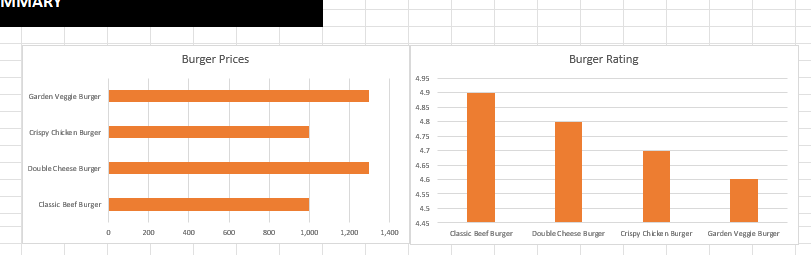 MMARY
Burger Prices
Garden Veggie Burger
Crispy Chicken Burger
Double Cheese Burger
Classic Beef Burger
0 200 400 600 800 1,000 1,200 1,400
Burger Rating
4.95
4.9
4.85
4.8
4.75
4.7
4.65
4.6
4.55
4.5
4.45
Classic Beef Burger Double Cheese Burger Crispy Chicken Burger Garden Veggie Burger